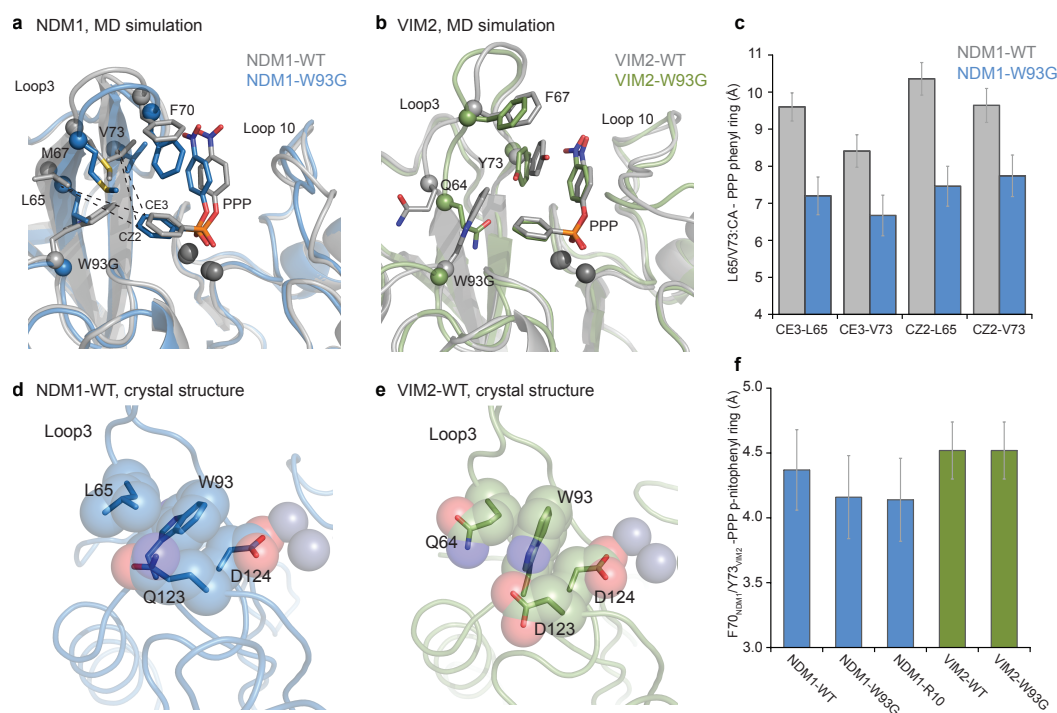 a NDM1, MD simulation
NDM1-WT
NDM1-W93G
Loop3
F70
V73
M67
L65
Loop 10
CE3
CZ2
PPP
W93G
b VIM2, MD simulation
VIM2-WT
VIM2-W93G
Loop3
F67
Loop 10
Y73
Q64
PPP
W93G
c
NDM1-WT
NDM1-W93G
L65/V73:CA - PPP phenyl ring (Å)
11
10
9
8
7
6
5
4
CE3-L65 CE3-V73 CZ2-L65 CZ2-V73
d NDM1-WT, crystal structure
Loop3
L65
W93
D124
Q123
e VIM2-WT, crystal structure
Loop3
W93
Q64
D124
D123
f
F70NDM1/Y73VIM2 -PPP p-nitophenyl ring (Å)
5.0
4.5
4.0
3.5
3.0
NDM1-WT
NDM1-W93G
NDM1-R10
VIM2-WT
VIM2-W93G